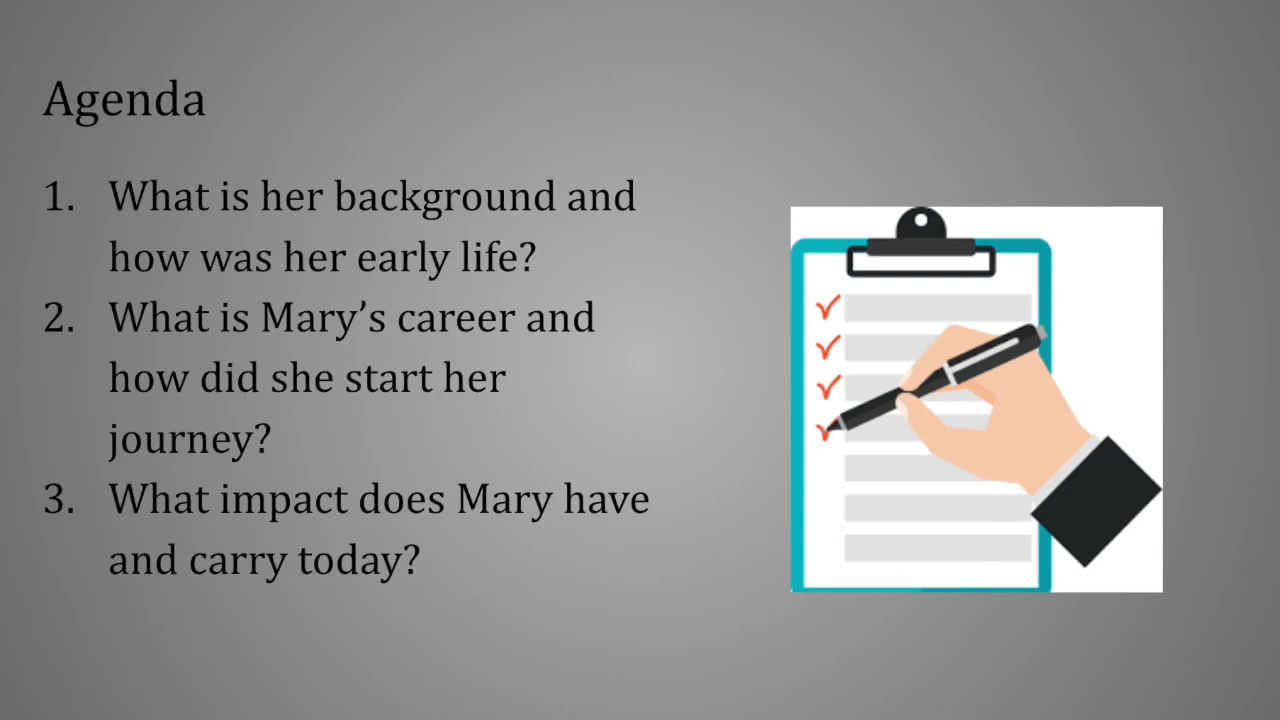 Agenda
1. What is her background and
how was her early life?
2. What is Mary’s career and
how did she start her
journey?
3. What impact does Mary have
and carry today?